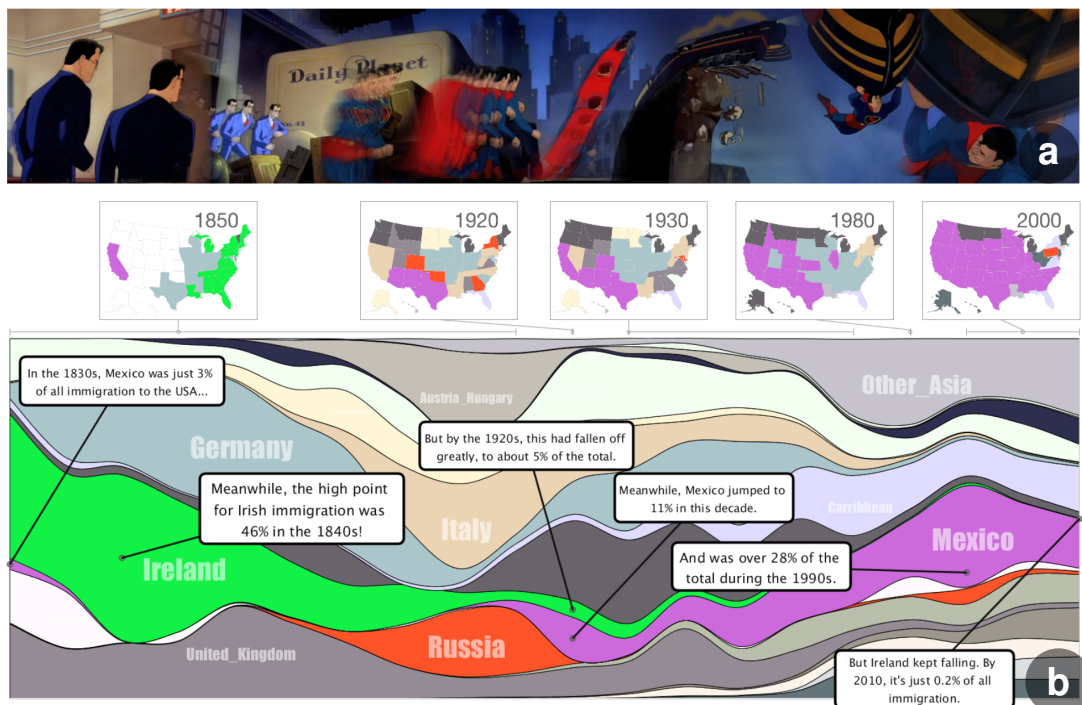 Daily Planet
a
1850
1920
1930
1980
2000
In the 1830s, Mexico was just 3%
of all immigration to the USA...
Austria_Hungary
Other_Asia
But by the 1920s, this had fallen off
greatly, to about 5% of the total.
Germany
Meanwhile, the high point
for Irish immigration was
46% in the 1840s!
Meanwhile, Mexico jumped to
11% in this decade.
Carribbean
Italy
Mexico
And was over 28% of the
total during the 1990s.
Ireland
Russia
United_Kingdom
But Ireland kept falling. By
2010, it's just 0.2% of all
immigration.
b